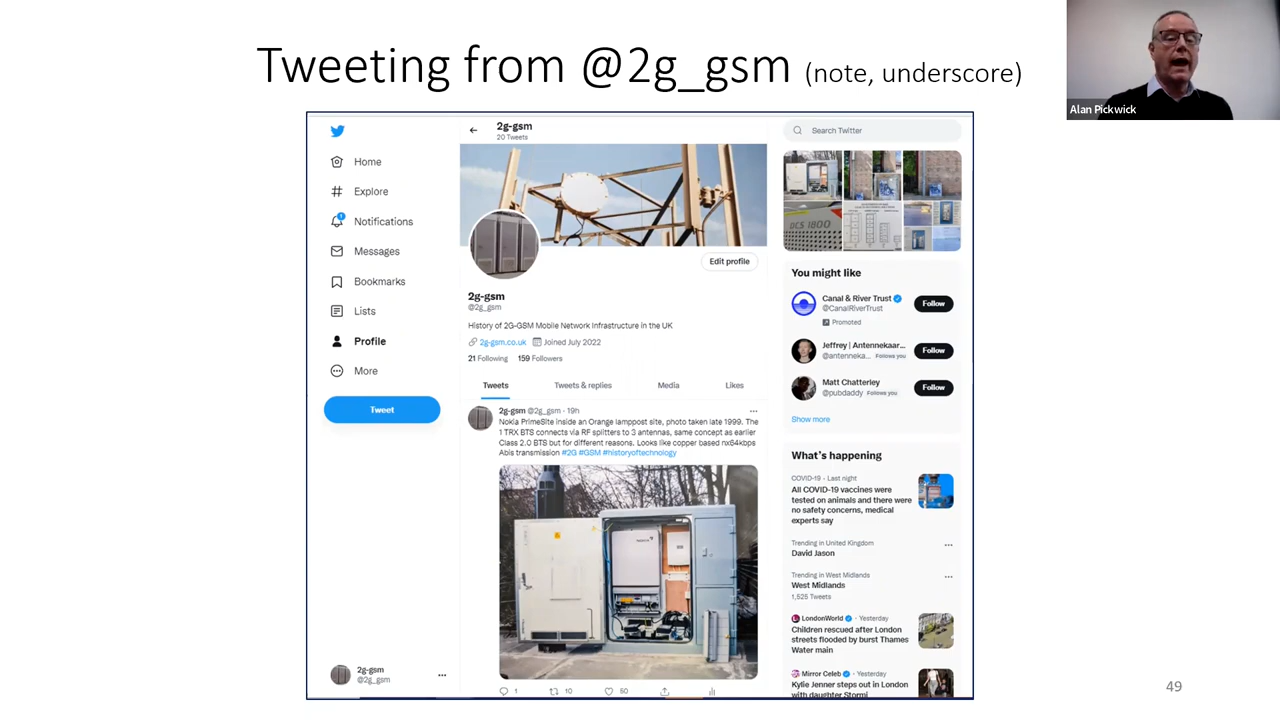 Tweeting from @2g_gsm (note, underscore)
Alan Pickwick
Home
Explore
Notifications
Messages
Bookmarks
Lists
Profile
More
Tweet
2g-gsm
@2g_gsm
2g-gsm
20 Tweets
Edit profile
2g-gsm
@2g_gsm
History of 2G-GSM Mobile Network Infrastructure in the UK
2g-gsm.co.uk Joined July 2022
21 Following 159 Followers
Tweets Tweets & replies Media Likes
2g-gsm @2g_gsm · 19h
Nokia PrimeSite inside an Orange lamppost site, photo taken late 1999. The
1 TRX BTS connects via RF splitters to 3 antennas, same concept as earlier
Class 2.0 BTS but for different reasons. Looks like copper based nx64kbps
Abis transmission #2G #GSM #historyoftechnology
1 10 50
Search Twitter
DCS 1800
You might like
Canal & River Trust
@CanalRiverTrust
Promoted
Follow
Jeffrey | Antennekaar...
@antenneka... Follows you
Follow
Matt Chatterley
@pubdaddy Follows you
Follow
Show more
What's happening
COVID-19 · Last night
All COVID-19 vaccines were
tested on animals and there were
no safety concerns, medical
experts say
Trending in United Kingdom
David Jason
Trending in West Midlands
West Midlands
1,525 Tweets
LondonWorld · Yesterday
Children rescued after London
streets flooded by burst Thames
Water main
Mirror Celeb · Yesterday
Kylie Jenner steps out in London
with daughter Stormi
49